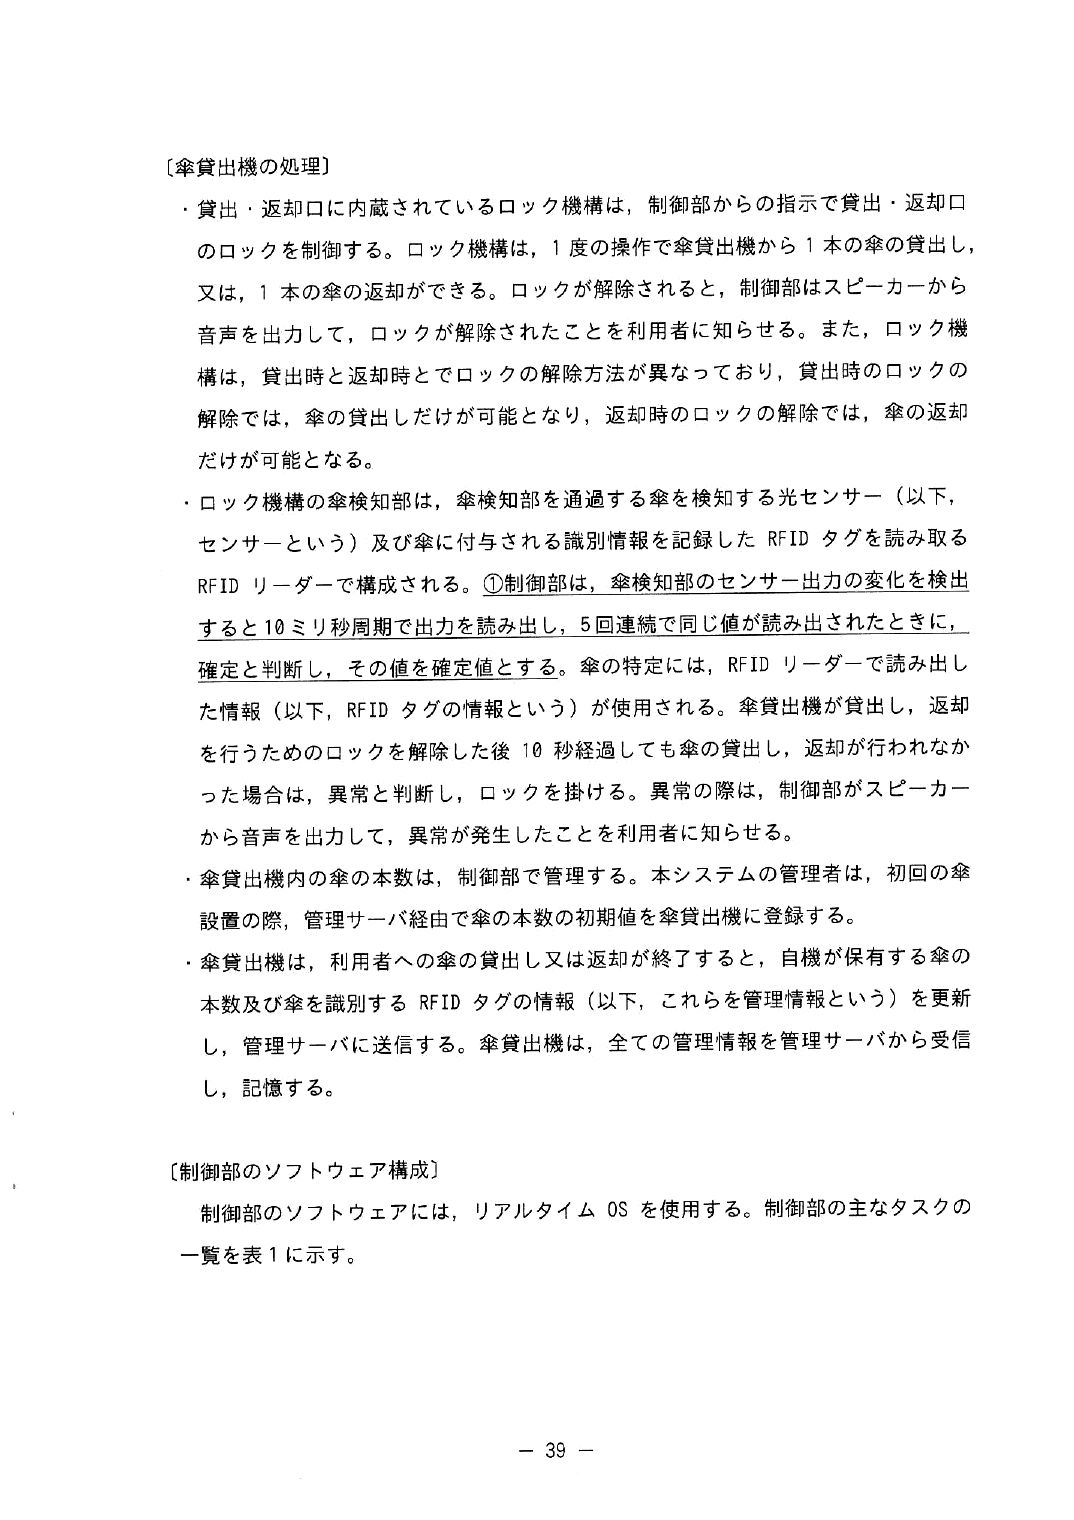 〔傘貸出機の処理〕
・貸出・返却口に内蔵されているロック機構は，制御部からの指示で貸出・返却口
のロックを制御する。ロック機構は，1 度の操作で傘貸出機から 1 本の傘の貸出し，
又は，1 本の傘の返却ができる。ロックが解除されると，制御部はスピーカーから
音声を出力して，ロックが解除されたことを利用者に知らせる。また，ロック機
構は，貸出時と返却時とでロックの解除方法が異なっており，貸出時のロックの
解除では，傘の貸出しだけが可能となり，返却時のロックの解除では，傘の返却
だけが可能となる。
・ロック機構の傘検知部は，傘検知部を通過する傘を検知する光センサー（以下，
センサーという）及び傘に付与される識別情報を記録した RFID タグを読み取る
RFID リーダーで構成される。①制御部は，傘検知部のセンサー出力の変化を検出
すると10ミリ秒周期で出力を読み出し，5回連続で同じ値が読み出されたときに，
確定と判断し，その値を確定値とする。傘の特定には，RFID リーダーで読み出し
た情報（以下，RFID タグの情報という）が使用される。傘貸出機が貸出し，返却
を行うためのロックを解除した後 10 秒経過しても傘の貸出し，返却が行われなか
った場合は，異常と判断し，ロックを掛ける。異常の際は，制御部がスピーカー
から音声を出力して，異常が発生したことを利用者に知らせる。
・傘貸出機内の傘の本数は，制御部で管理する。本システムの管理者は，初回の傘
設置の際，管理サーバ経由で傘の本数の初期値を傘貸出機に登録する。
・傘貸出機は，利用者への傘の貸出し又は返却が終了すると，自機が保有する傘の
本数及び傘を識別する RFID タグの情報（以下，これらを管理情報という）を更新
し，管理サーバに送信する。傘貸出機は，全ての管理情報を管理サーバから受信
し，記憶する。
〔制御部のソフトウェア構成〕
制御部のソフトウェアには，リアルタイム OS を使用する。制御部の主なタスクの
一覧を表1に示す。
－ 39 －